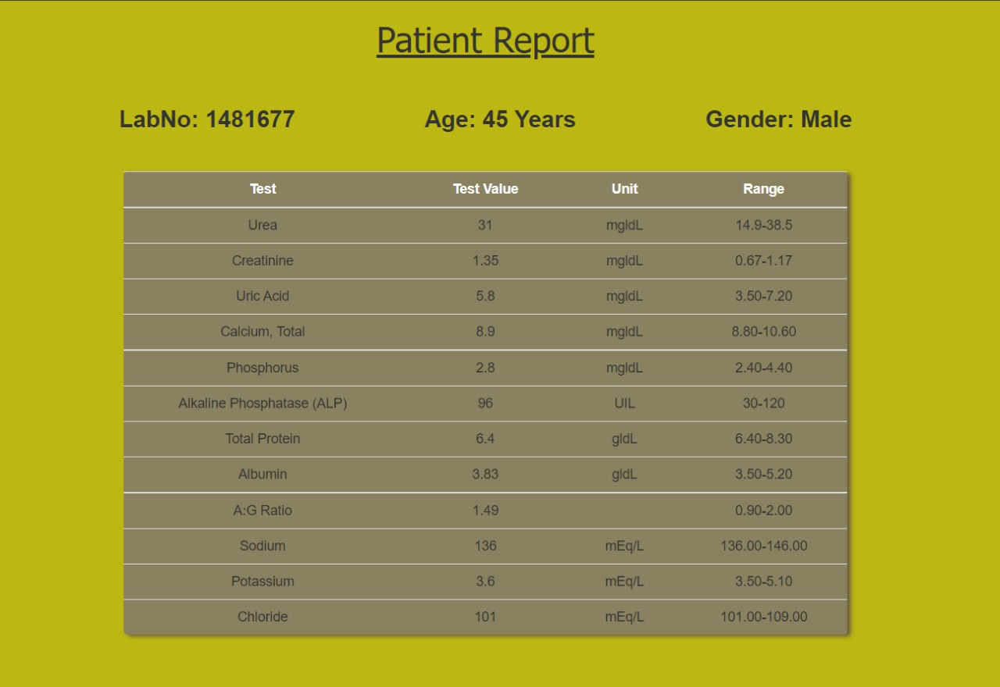 Patient Report
LabNo: 1481677 Age: 45 Years Gender: Male
Test Test Value Unit Range
Urea 31 mgldL 14.9-38.5
Creatinine 1.35 mgldL 0.67-1.17
Uric Acid 5.8 mgldL 3.50-7.20
Calcium, Total 8.9 mgldL 8.80-10.60
Phosphorus 2.8 mgldL 2.40-4.40
Alkaline Phosphatase (ALP) 96 UIL 30-120
Total Protein 6.4 gldL 6.40-8.30
Albumin 3.83 gldL 3.50-5.20
A:G Ratio 1.49 0.90-2.00
Sodium 136 mEq/L 136.00-146.00
Potassium 3.6 mEq/L 3.50-5.10
Chloride 101 mEq/L 101.00-109.00